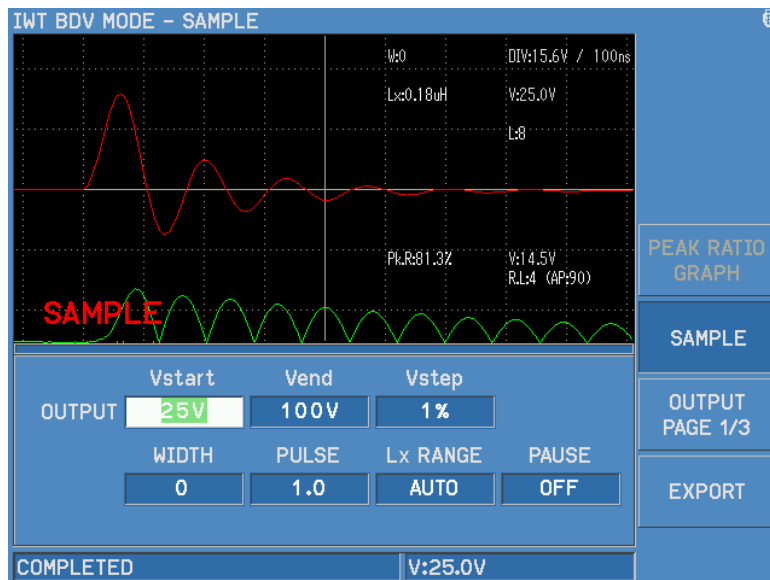 IWT BDV MODE - SAMPLE
W:0 DIV:15.6V / 100ns
Lx:0.18uH V:25.0V
L:8
Pk.R:81.3% V:14.5V
R.L:4 (AP:90)
SAMPLE
PEAK RATIO
GRAPH
SAMPLE
OUTPUT
PAGE 1/3
EXPORT
Vstart Vend Vstep
OUTPUT 25V 100V 1%
WIDTH PULSE Lx RANGE PAUSE
0 1.0 AUTO OFF
COMPLETED V:25.0V